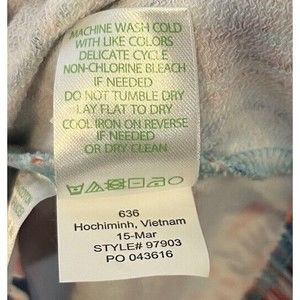 MACHINE WASH COLD
WITH LIKE COLORS
DELICATE CYCLE
NON-CHLORINE BLEACH
IF NEEDED
DO NOT TUMBLE DRY
LAY FLAT TO DRY
COOL IRON ON REVERSE
IF NEEDED
OR DRY CLEAN
636
Hochiminh, Vietnam
15-Mar
STYLE# 97903
PO 043616